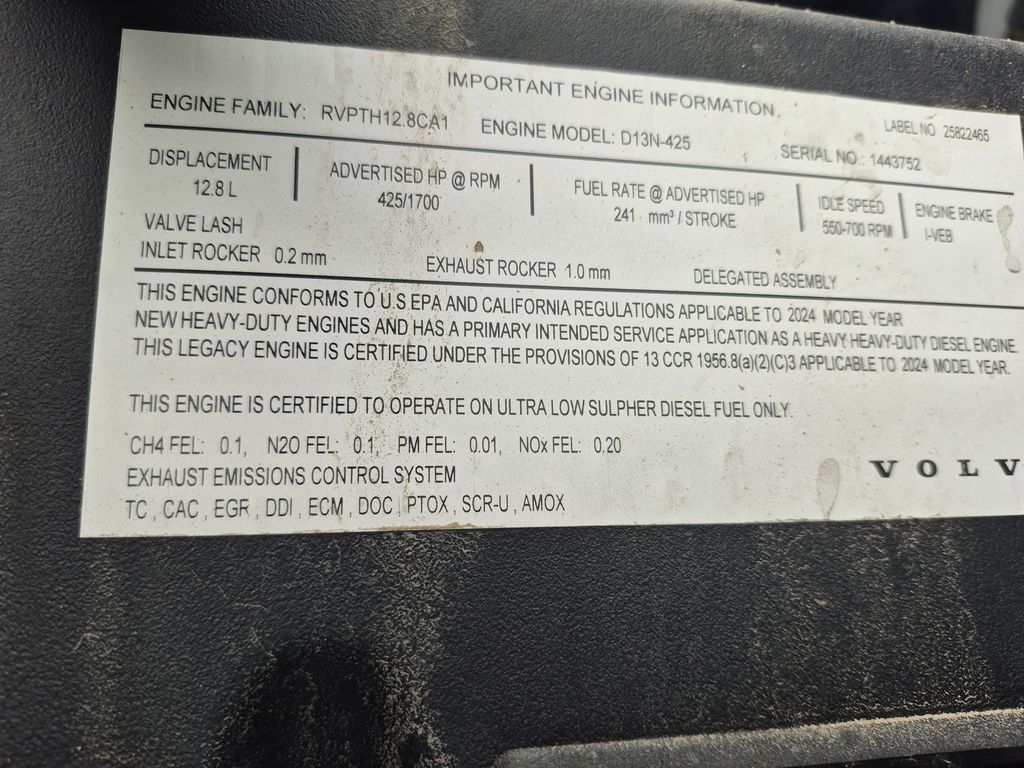 IMPORTANT ENGINE INFORMATION
ENGINE FAMILY: RVPTH12.8CA1 ENGINE MODEL: D13N-425 LABEL NO 25822465
SERIAL NO.: 1443752
DISPLACEMENT ADVERTISED HP @ RPM FUEL RATE @ ADVERTISED HP IDLE SPEED ENGINE BRAKE
12.8 L 425/1700 241 mm³ / STROKE 550-700 RPM I-VEB
VALVE LASH
INLET ROCKER 0.2 mm EXHAUST ROCKER 1.0 mm DELEGATED ASSEMBLY
THIS ENGINE CONFORMS TO U.S EPA AND CALIFORNIA REGULATIONS APPLICABLE TO 2024 MODEL YEAR
NEW HEAVY-DUTY ENGINES AND HAS A PRIMARY INTENDED SERVICE APPLICATION AS A HEAVY HEAVY-DUTY DIESEL ENGINE.
THIS LEGACY ENGINE IS CERTIFIED UNDER THE PROVISIONS OF 13 CCR 1956.8(a)(2)(C)3 APPLICABLE TO 2024 MODEL YEAR.
THIS ENGINE IS CERTIFIED TO OPERATE ON ULTRA LOW SULPHER DIESEL FUEL ONLY.
CH4 FEL: 0.1, N2O FEL: 0.1, PM FEL: 0.01, NOx FEL: 0.20
EXHAUST EMISSIONS CONTROL SYSTEM
TC , CAC , EGR , DDI , ECM , DOC , PTOX , SCR-U , AMOX
VOLV